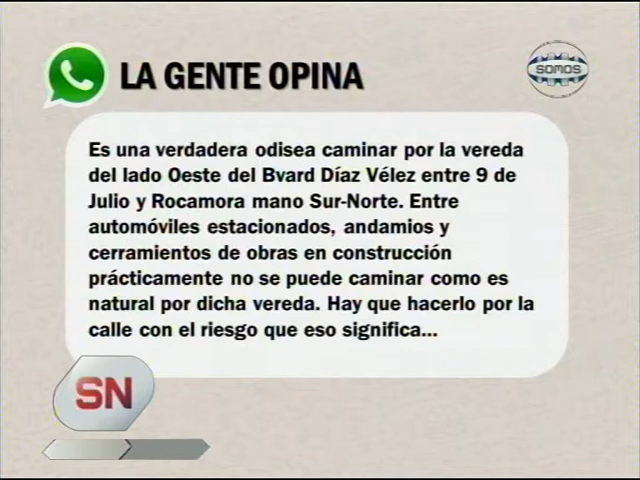 LA GENTE OPINA
SOMOS
Es una verdadera odisea caminar por la vereda
del lado Oeste del Bvard Díaz Vélez entre 9 de
Julio y Rocamora mano Sur-Norte. Entre
automóviles estacionados, andamios y
cerramientos de obras en construcción
prácticamente no se puede caminar como es
natural por dicha vereda. Hay que hacerlo por la
calle con el riesgo que eso significa...
SN